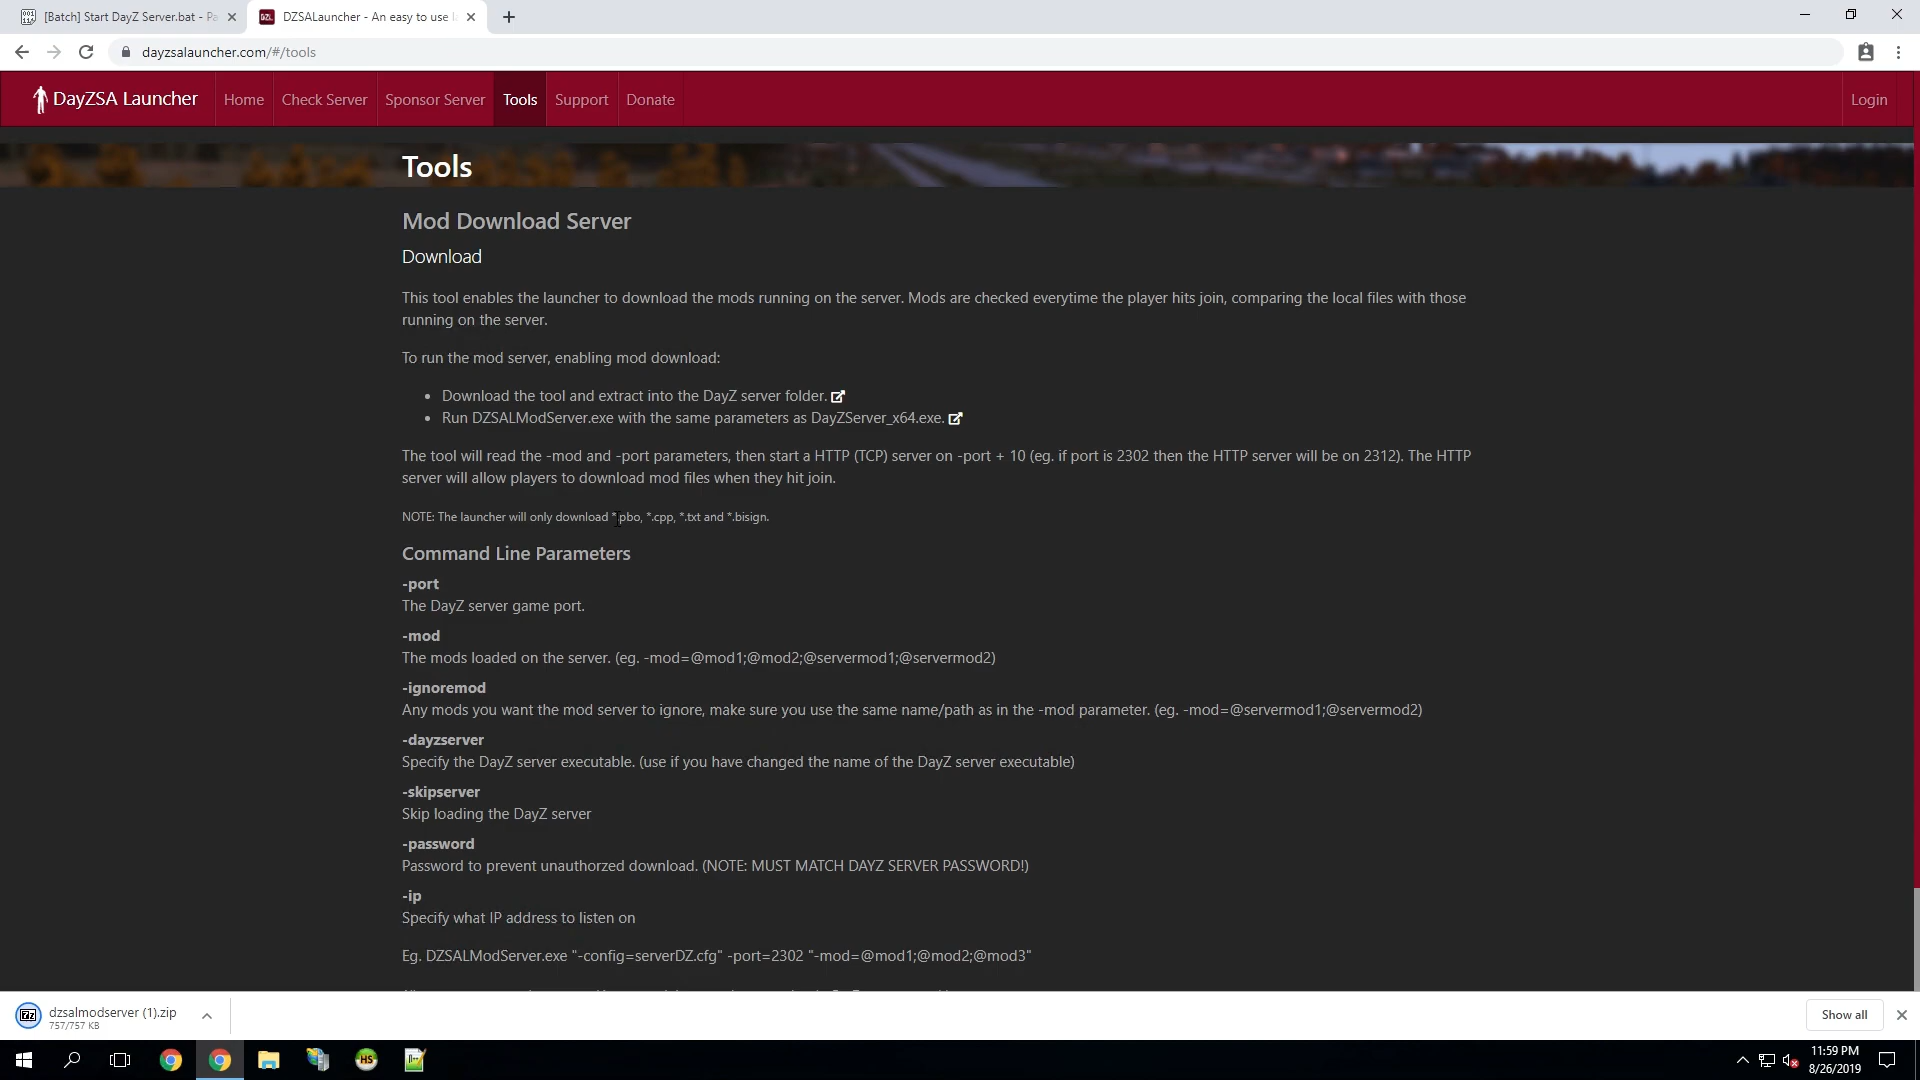 [Batch] Start DayZ Server.bat - Pa
DZSALauncher - An easy to use la
dayzsalauncher.com/#/tools
DayZSA Launcher
Home
Check Server
Sponsor Server
Tools
Support
Donate
Login
Tools
Mod Download Server
Download
This tool enables the launcher to download the mods running on the server. Mods are checked everytime the player hits join, comparing the local files with those
running on the server.
To run the mod server, enabling mod download:
• Download the tool and extract into the DayZ server folder.
• Run DZSALModServer.exe with the same parameters as DayZServer_x64.exe.
The tool will read the -mod and -port parameters, then start a HTTP (TCP) server on -port + 10 (eg. if port is 2302 then the HTTP server will be on 2312). The HTTP
server will allow players to download mod files when they hit join.
NOTE: The launcher will only download *.pbo, *.cpp, *.txt and *.bisign.
Command Line Parameters
-port
The DayZ server game port.
-mod
The mods loaded on the server. (eg. -mod=@mod1;@mod2;@servermod1;@servermod2)
-ignoremod
Any mods you want the mod server to ignore, make sure you use the same name/path as in the -mod parameter. (eg. -mod=@servermod1;@servermod2)
-dayzserver
Specify the DayZ server executable. (use if you have changed the name of the DayZ server executable)
-skipserver
Skip loading the DayZ server
-password
Password to prevent unauthorzed download. (NOTE: MUST MATCH DAYZ SERVER PASSWORD!)
-ip
Specify what IP address to listen on
Eg. DZSALModServer.exe "-config=serverDZ.cfg" -port=2302 "-mod=@mod1;@mod2;@mod3"
dzsalmodserver (1).zip
757/757 KB
Show all
11:59 PM
8/26/2019